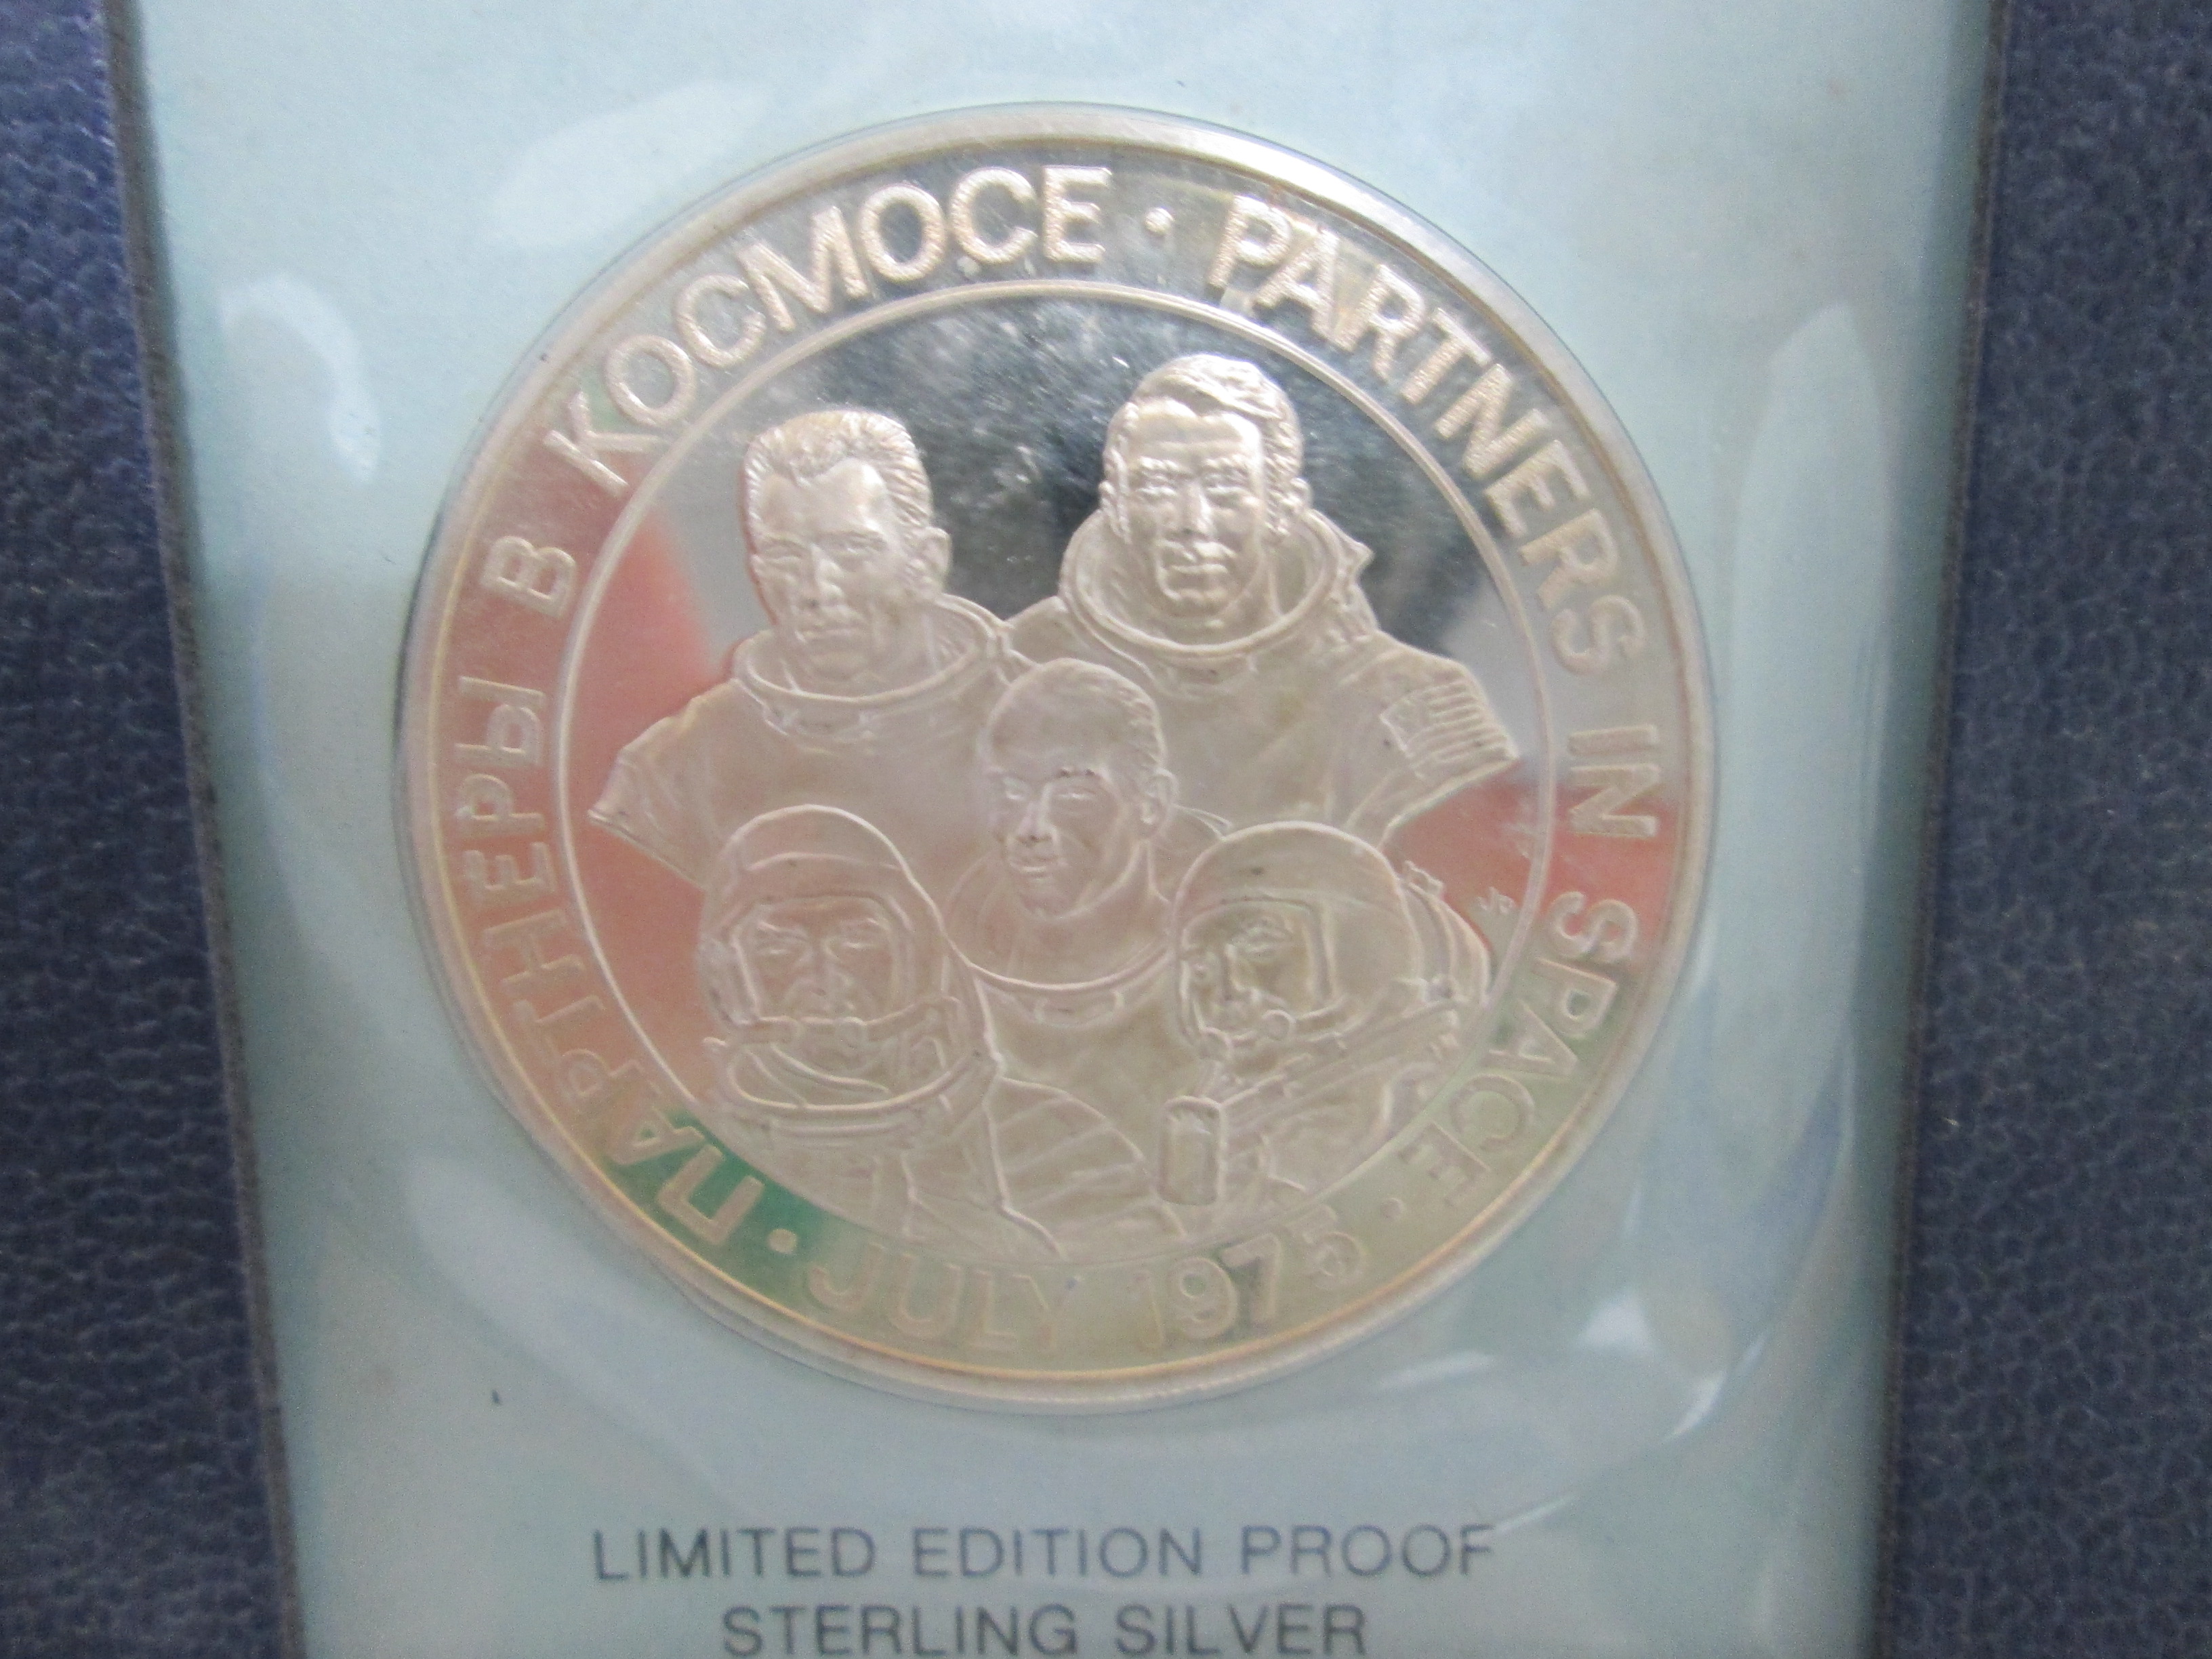 ПАРТНЕРЫ В КОСМОСЕ · PARTNERS IN SPACE ·
JULY 1975 ·
LIMITED EDITION PROOF
STERLING SILVER